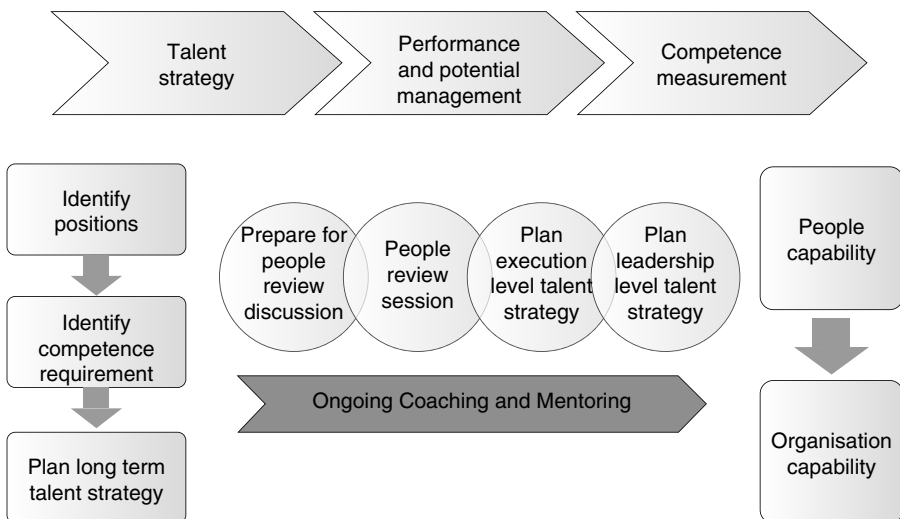 Talent
strategy
Performance
and potential
management
Competence
measurement
Identify
positions
Identify
competence
requirement
Plan long term
talent strategy
Prepare for
people
review
discussion
People
review
session
Plan
execution
level talent
strategy
Plan
leadership
level talent
strategy
Ongoing Coaching and Mentoring
People
capability
Organisation
capability